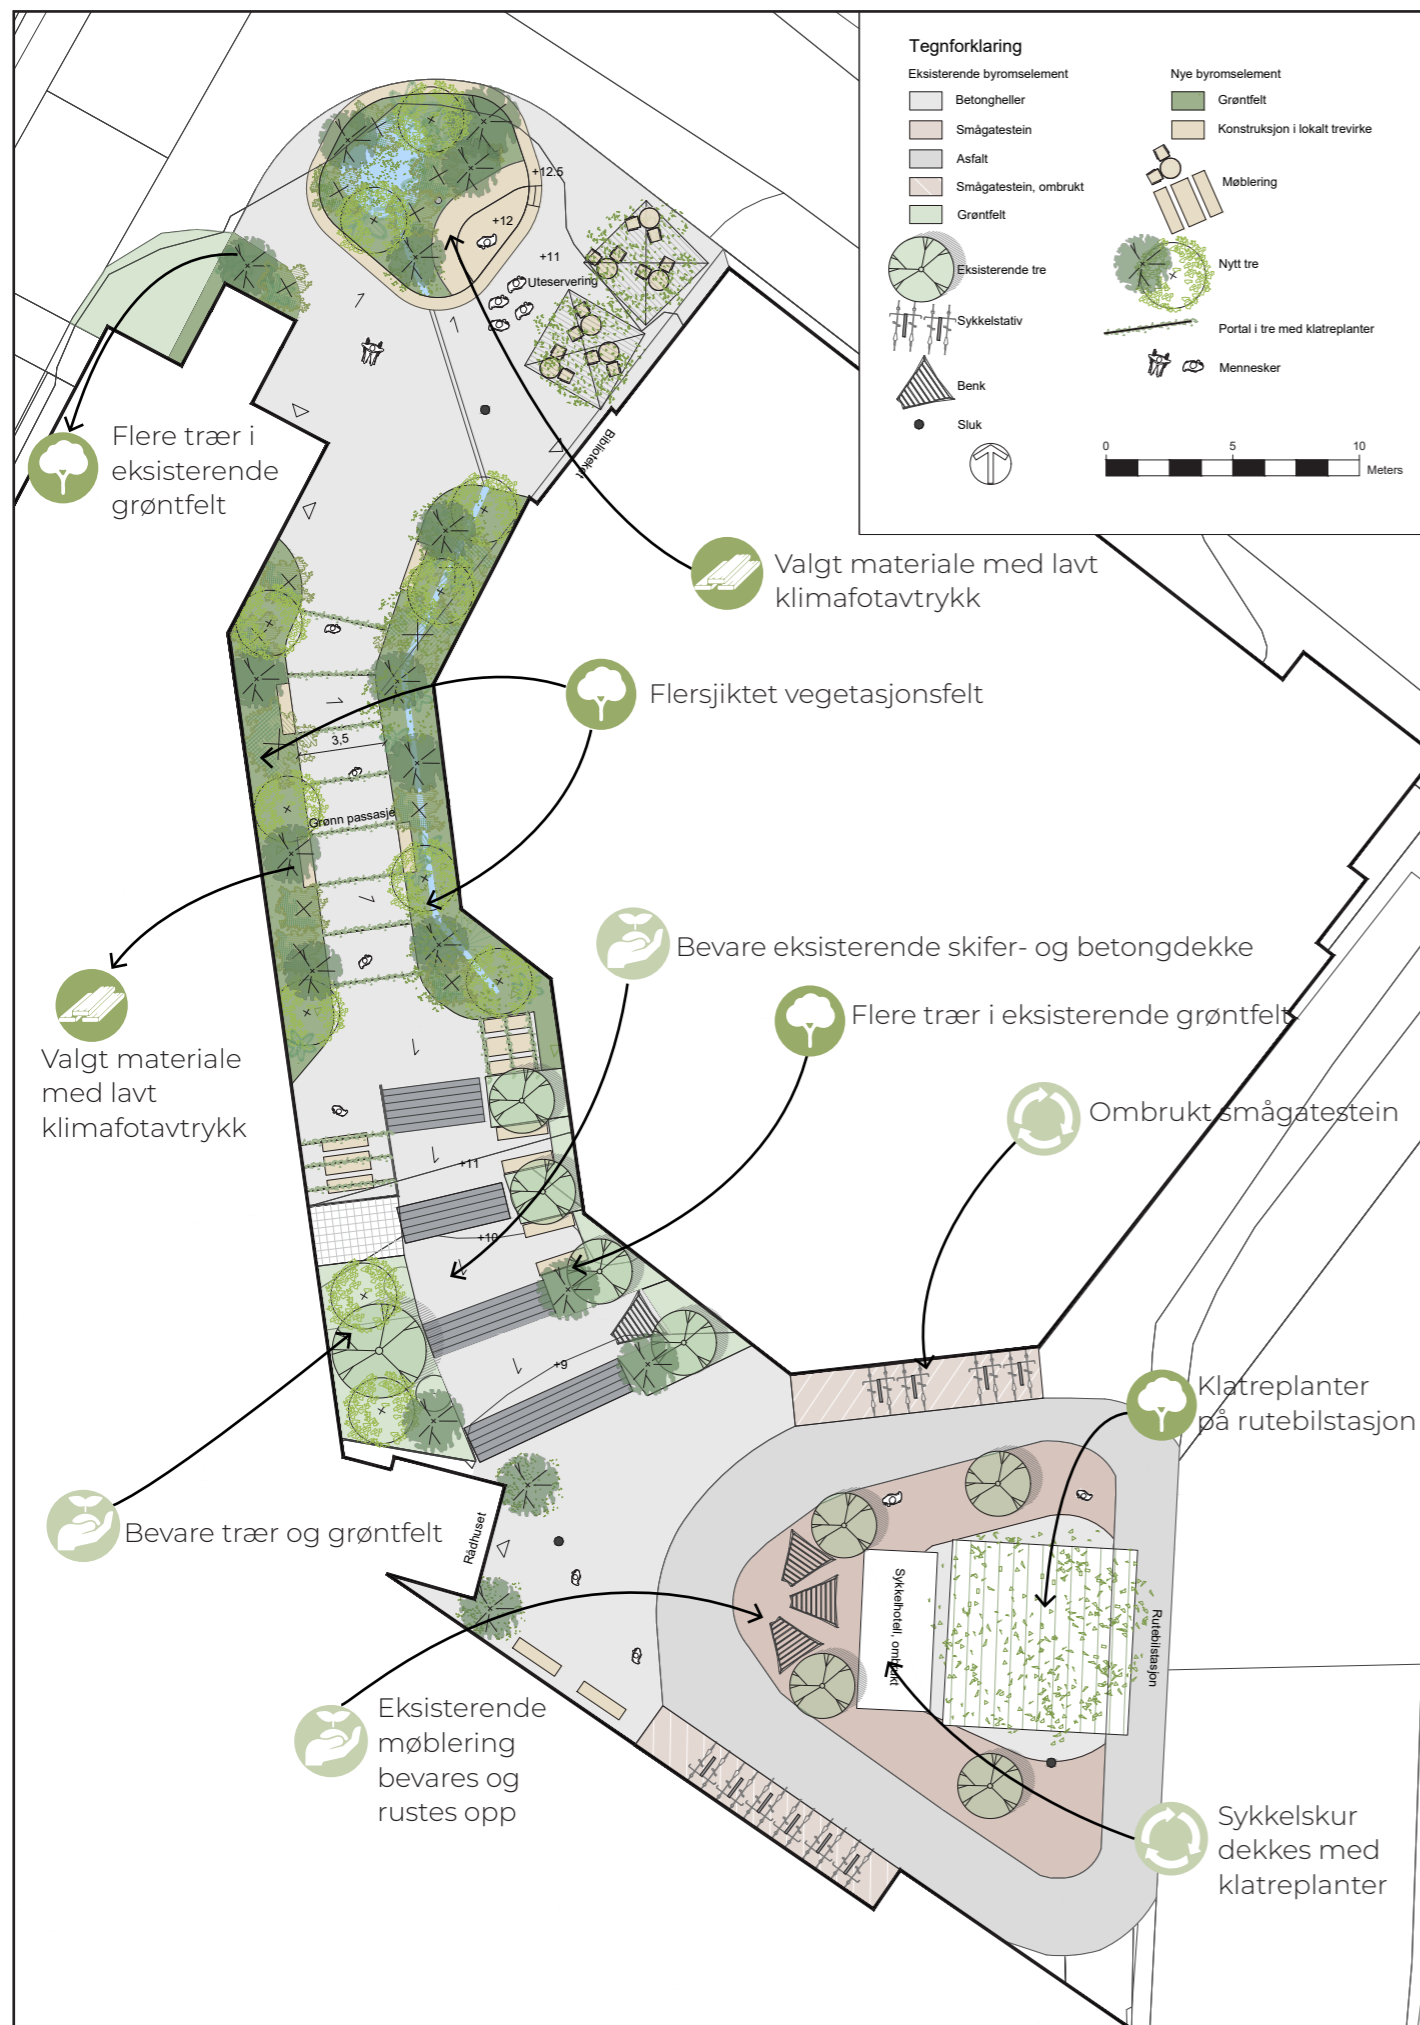 Tegnforklaring
Eksisterende byromselement
Betongheller
Smågatestein
Asfalt
Smågatestein, ombrukt
Grøntfelt
Eksisterende tre
Sykkelstativ
Benk
Sluk
Nye byromselement
Grøntfelt
Konstruksjon i lokalt trevirke
Møblering
Nytt tre
Portal i tre med klatreplanter
Mennesker
0 5 10
Meters
+12.5
+12
+11
Uteservering
Biblioteket
Flere trær i
eksisterende
grøntfelt
Valgt materiale med lavt
klimafotavtrykk
Flersjiktet vegetasjonsfelt
3,5
Grønn passasje
Bevare eksisterende skifer- og betongdekke
Flere trær i eksisterende grøntfelt
Valgt materiale
med lavt
klimafotavtrykk
Ombrukt smågatestein
+11
+10
+9
Klatreplanter
på rutebilstasjon
Bevare trær og grøntfelt
Rådhuset
Sykkelhotell, ombrukt
Rutebilstasjon
Eksisterende
møblering
bevares og
rustes opp
Sykkelskur
dekkes med
klatreplanter